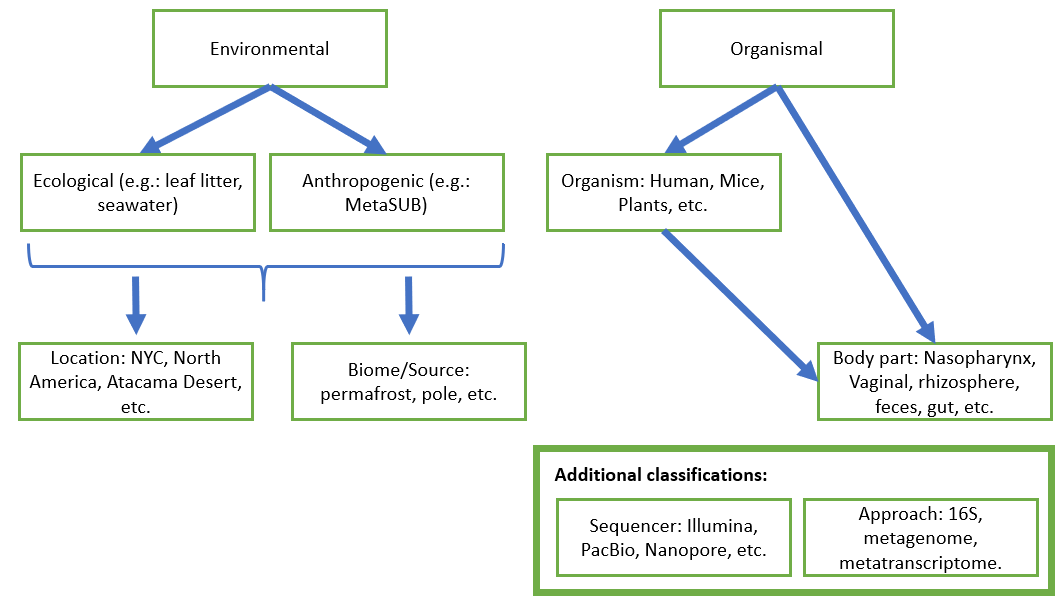 Environmental
Organismal
Ecological (e.g.: leaf litter,
seawater)
Anthropogenic (e.g.:
MetaSUB)
Organism: Human, Mice,
Plants, etc.
Location: NYC, North
America, Atacama Desert,
etc.
Biome/Source:
permafrost, pole, etc.
Body part: Nasopharynx,
Vaginal, rhizosphere,
feces, gut, etc.
Additional classifications:
Sequencer: Illumina,
PacBio, Nanopore, etc.
Approach: 16S,
metagenome,
metatranscriptome.